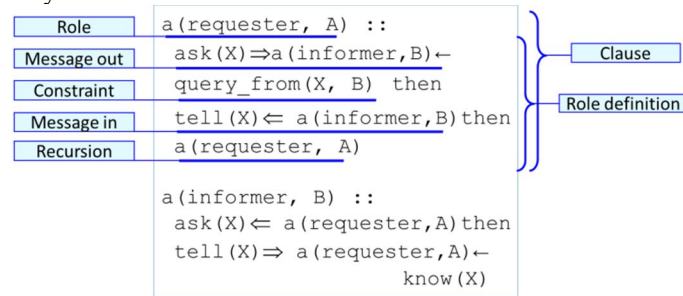 Role
a(requester, A) ::
Message out
ask(X)⇒a(informer,B)←
Clause
Constraint
query_from(X, B) then
Role definition
Message in
tell(X)⇐ a(informer,B)then
Recursion
a(requester, A)
a(informer, B) ::
ask(X)⇐ a(requester,A)then
tell(X)⇒ a(requester,A)←
know(X)